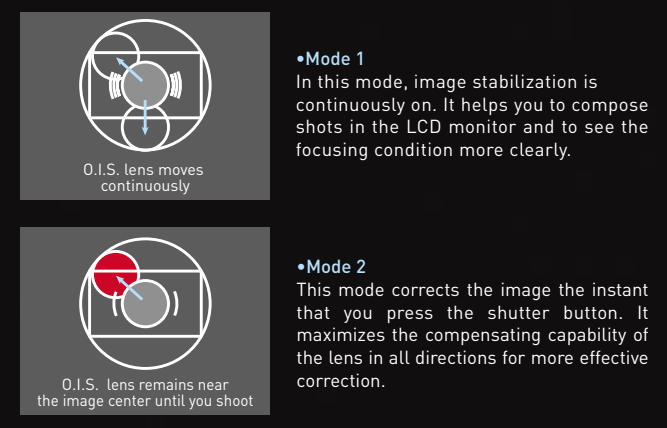 •Mode 1
In this mode, image stabilization is
continuously on. It helps you to compose
shots in the LCD monitor and to see the
focusing condition more clearly.
O.I.S. lens moves
continuously
•Mode 2
This mode corrects the image the instant
that you press the shutter button. It
maximizes the compensating capability of
the lens in all directions for more effective
correction.
O.I.S. lens remains near
the image center until you shoot